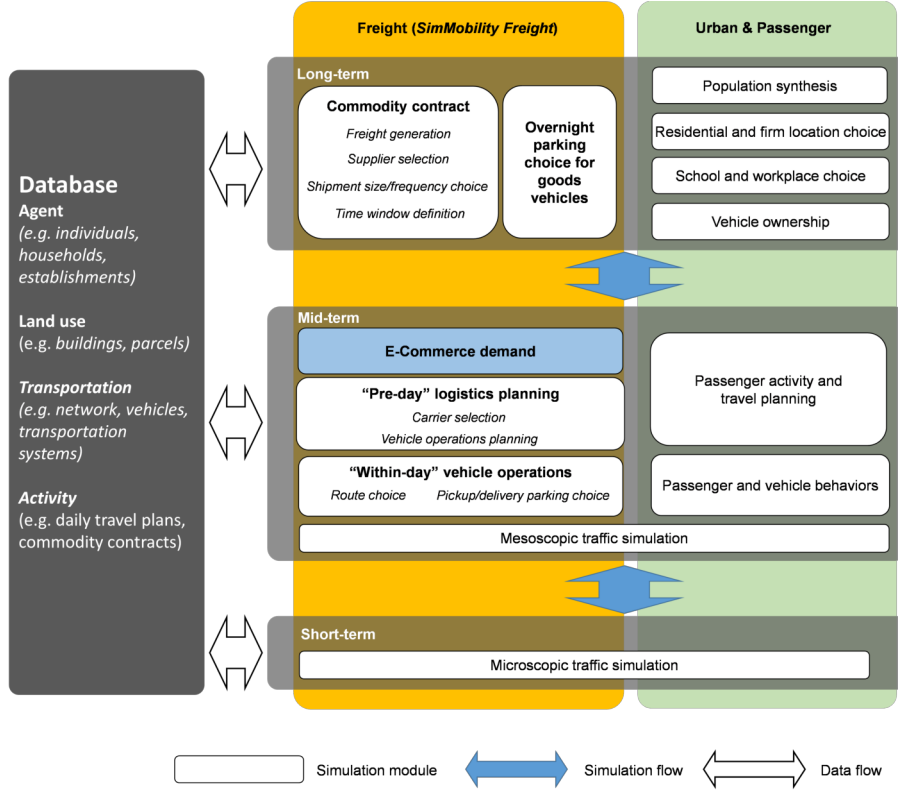 Freight (SimMobility Freight)
Urban & Passenger
Database
Agent
(e.g. individuals,
households,
establishments)
Land use
(e.g. buildings, parcels)
Transportation
(e.g. network, vehicles,
transportation
systems)
Activity
(e.g. daily travel plans,
commodity contracts)
Long-term
Commodity contract
Freight generation
Supplier selection
Shipment size/frequency choice
Time window definition
Overnight
parking
choice for
goods
vehicles
Population synthesis
Residential and firm location choice
School and workplace choice
Vehicle ownership
Mid-term
E-Commerce demand
“Pre-day” logistics planning
Carrier selection
Vehicle operations planning
“Within-day” vehicle operations
Route choice
Pickup/delivery parking choice
Passenger activity and
travel planning
Passenger and vehicle behaviors
Mesoscopic traffic simulation
Short-term
Microscopic traffic simulation
Simulation module
Simulation flow
Data flow